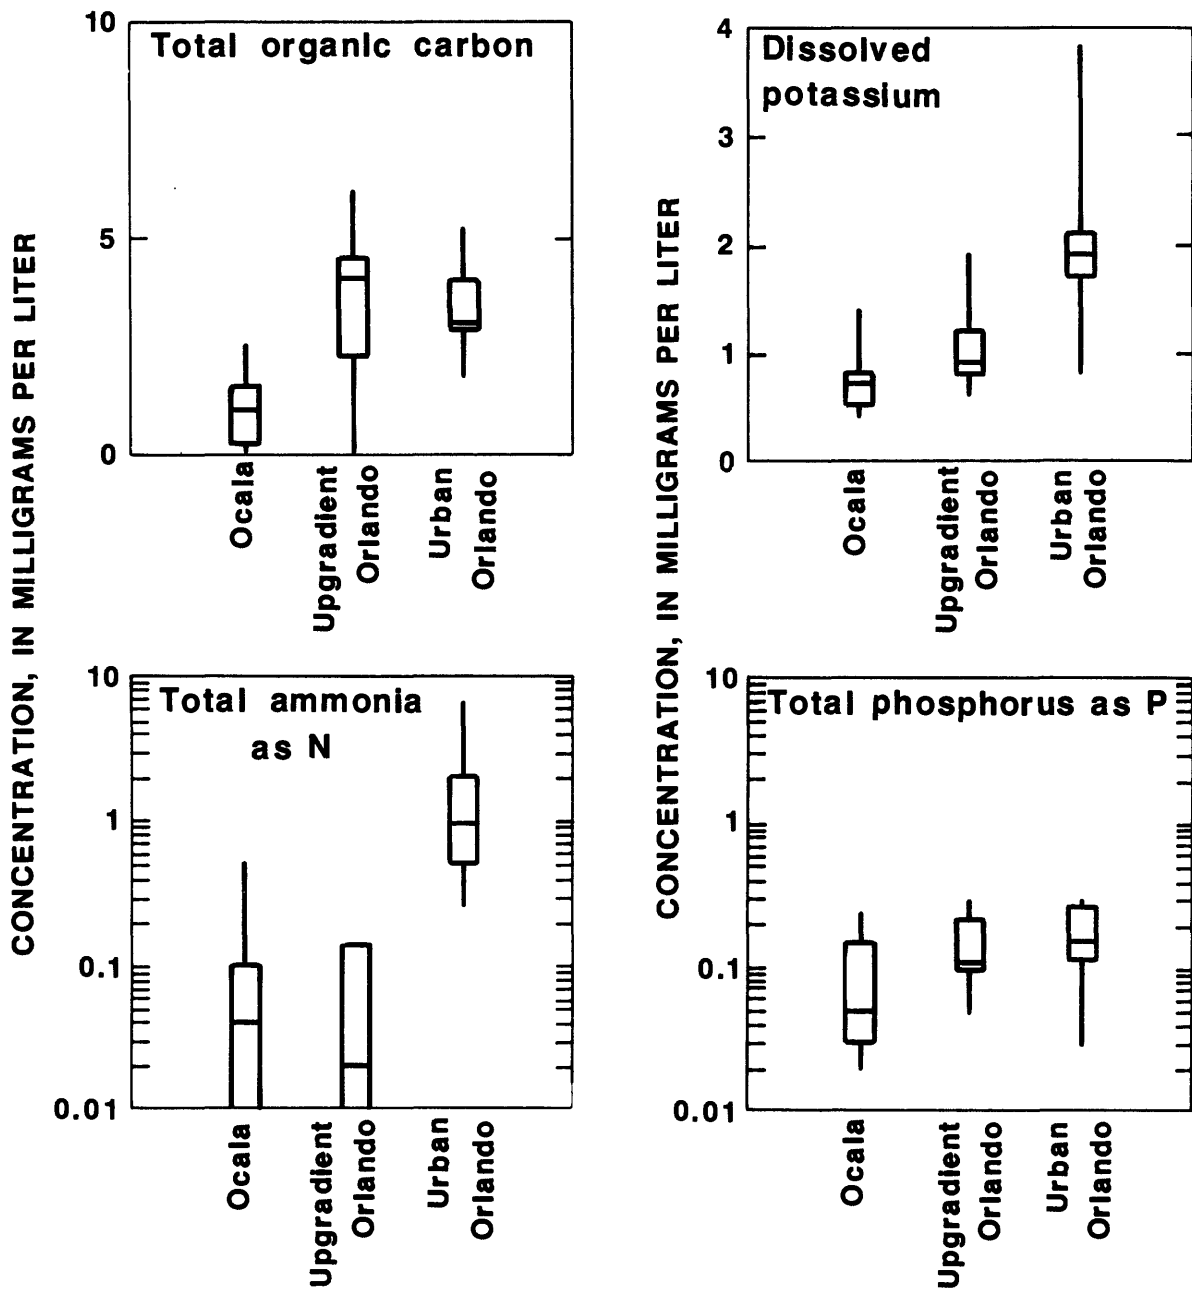 CONCENTRATION, IN MILLIGRAMS PER LITER
Total organic carbon
10
5
0
Ocala
Upgradient
Orlando
Urban
Orlando
CONCENTRATION, IN MILLIGRAMS PER LITER
Dissolved
potassium
4
3
2
1
0
Ocala
Upgradient
Orlando
Urban
Orlando
Total ammonia
as N
10
1
0.1
0.01
Ocala
Upgradient
Orlando
Urban
Orlando
Total phosphorus as P
10
1
0.1
0.01
Ocala
Upgradient
Orlando
Urban
Orlando